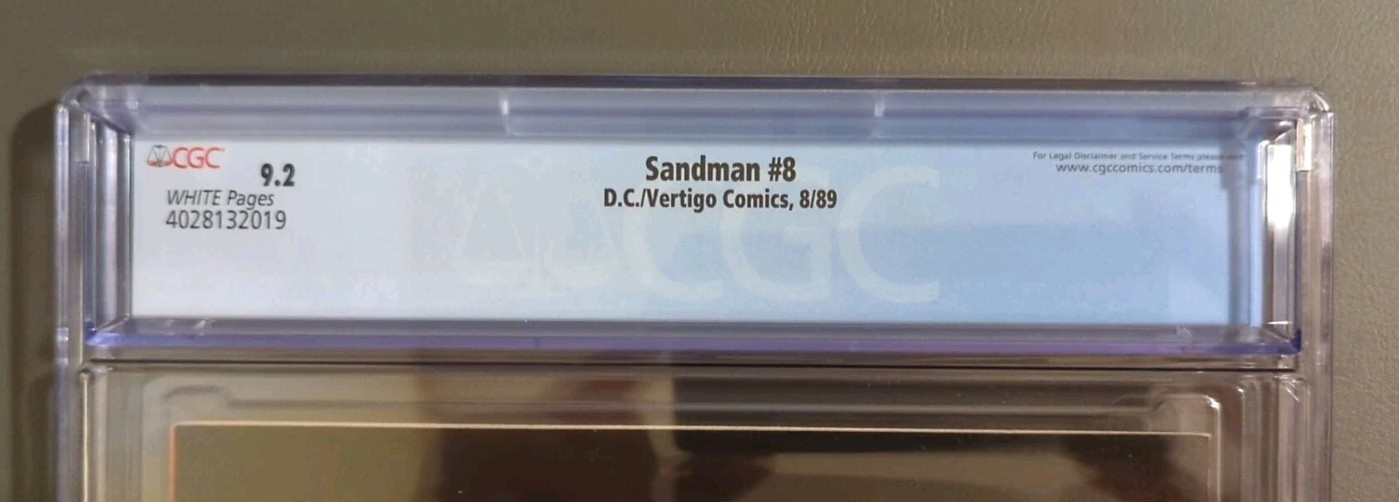 CGC
9.2
WHITE Pages
4028132019
Sandman #8
D.C./Vertigo Comics, 8/89
For Legal Disclaimer and Service Terms please visit
www.cgccomics.com/terms
CGC